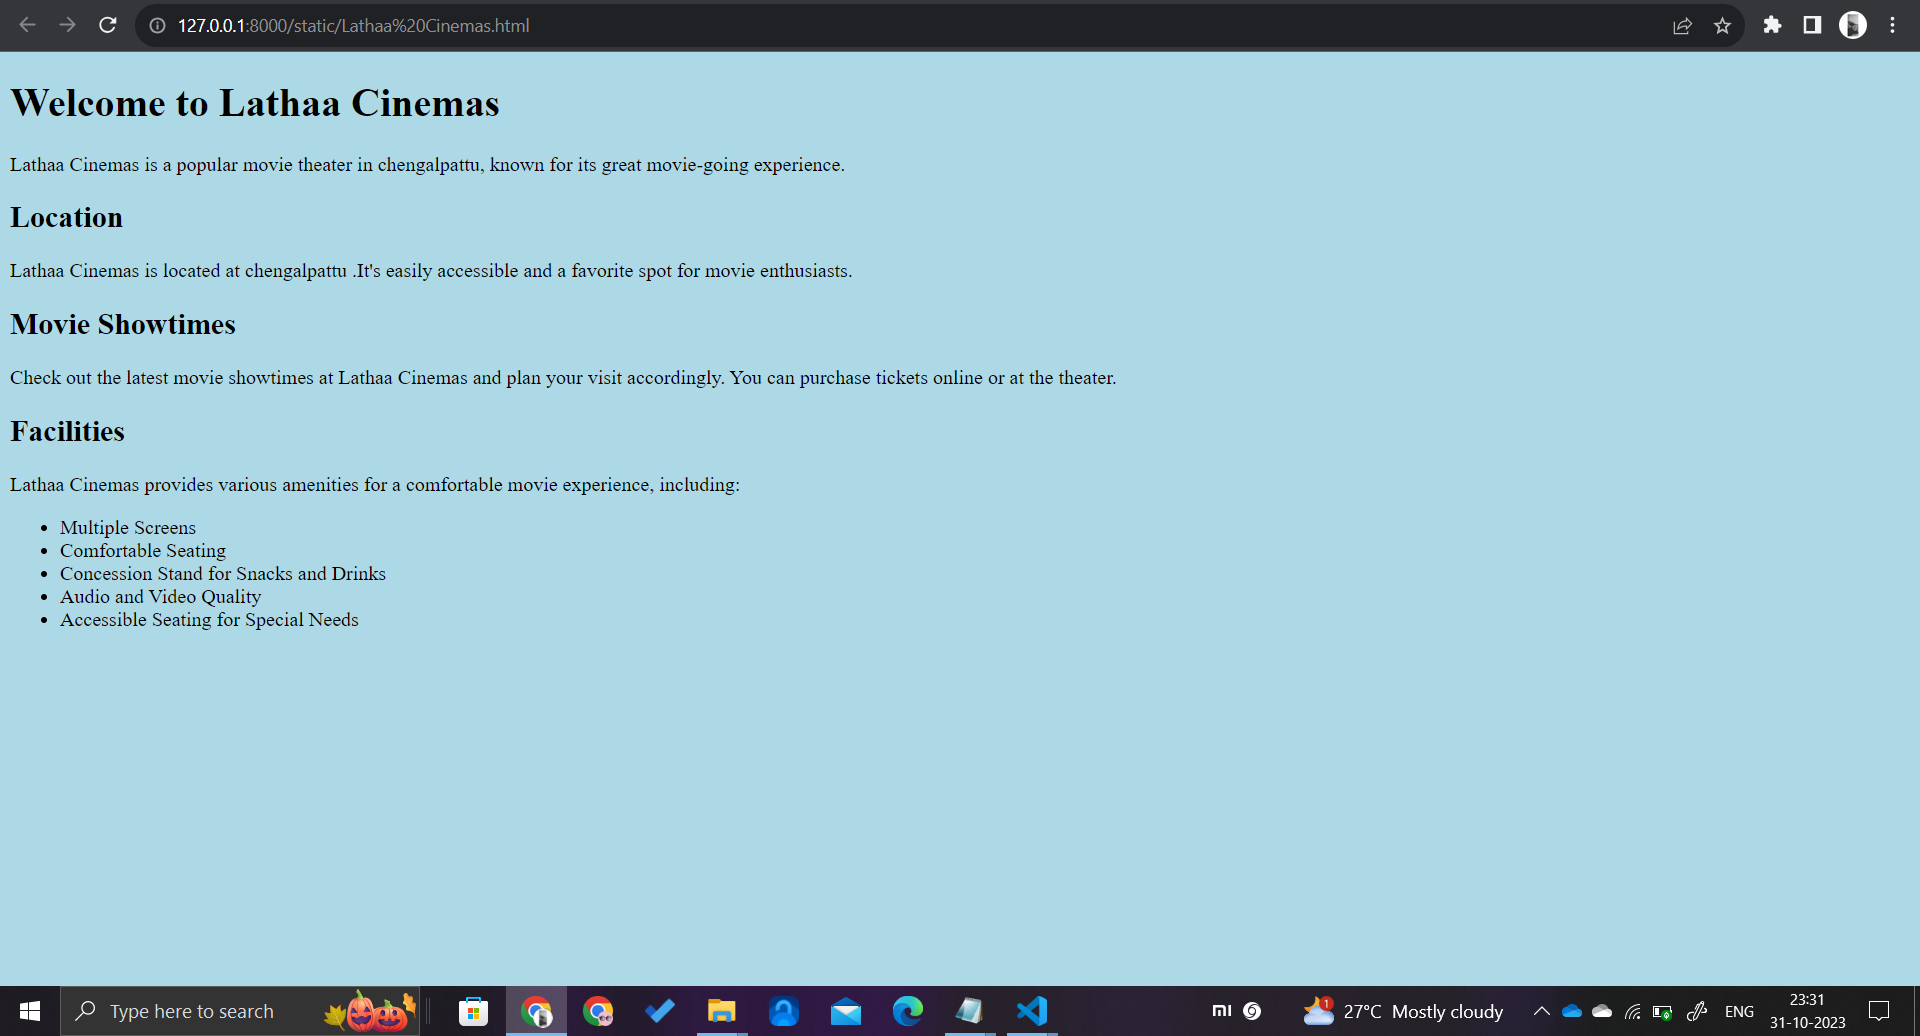 127.0.0.1:8000/static/Lathaa%20Cinemas.html
Welcome to Lathaa Cinemas
Lathaa Cinemas is a popular movie theater in chengalpattu, known for its great movie-going experience.
Location
Lathaa Cinemas is located at chengalpattu .It's easily accessible and a favorite spot for movie enthusiasts.
Movie Showtimes
Check out the latest movie showtimes at Lathaa Cinemas and plan your visit accordingly. You can purchase tickets online or at the theater.
Facilities
Lathaa Cinemas provides various amenities for a comfortable movie experience, including:
• Multiple Screens
• Comfortable Seating
• Concession Stand for Snacks and Drinks
• Audio and Video Quality
• Accessible Seating for Special Needs
Type here to search
mi
1
27°C Mostly cloudy
ENG
23:31
31-10-2023